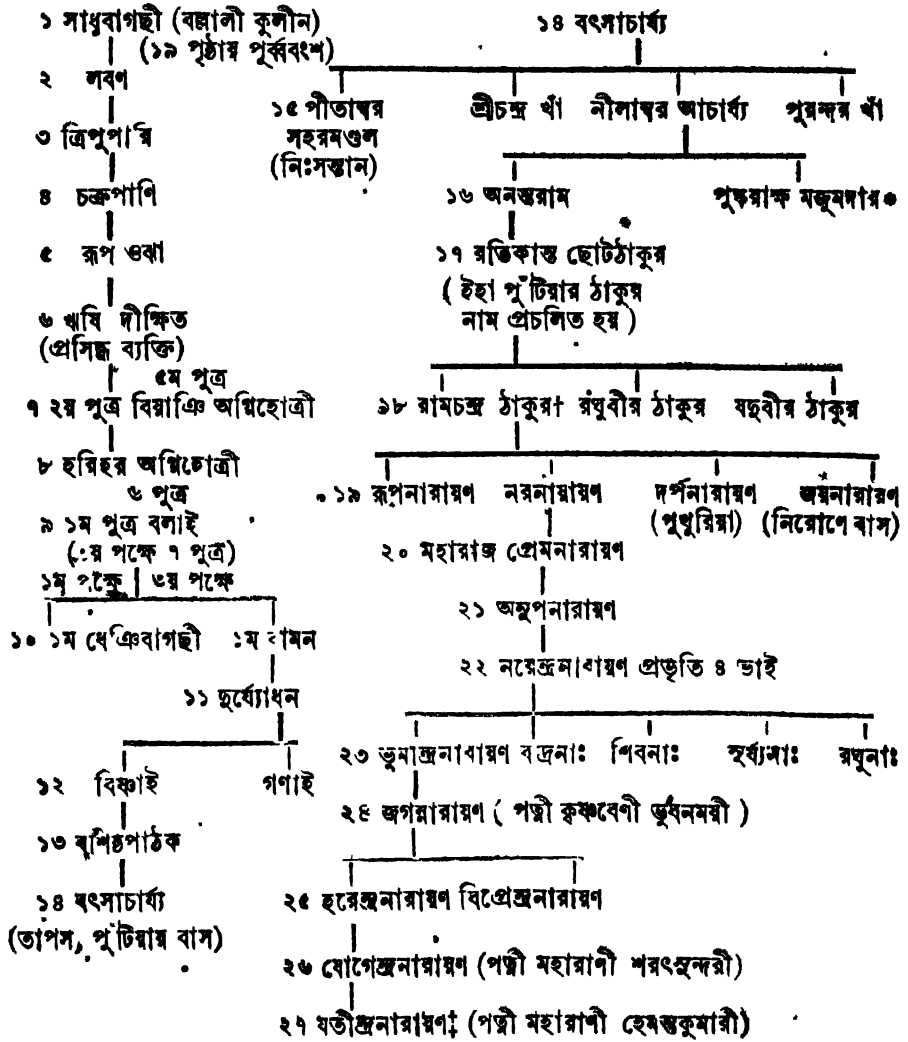 ১ সাধুবাগছী (বল্লালী কুলীন)
(১৯ পৃষ্ঠায় পূর্ব্ববংশ)
২ লবণ
৩ ত্রিপুরারি
৪ চক্রপাণি
৫ রূপ ওঝা
৬ ঋষি দীক্ষিত
(প্রসিদ্ধ ব্যক্তি)
৫ম পুত্র
৭ ২য় পুত্র বিয়াঞি অগ্নিহোত্রী
৮ হরিহর অগ্নিহোত্রী
৬ পুত্র
৯ ১ম পুত্র বলাই
(২য় পক্ষে ৭ পুত্র)
১ম পক্ষে ৩য় পক্ষে
১০ ১ম ধেঞিবাগছী ১ম বামন
১১ দুর্য্যোধন
১২ বিষ্ণাই গণাই
১৩ বশিষ্ঠপাঠক
১৪ বৎসাচার্য্য
(তাপস, পুঁটিয়ায় বাস)
১৪ বৎসাচার্য্য
১৫ পীতাম্বর শ্রীচন্দ্র খাঁ নীলাম্বর আচার্য্য পুরন্দর খাঁ
সহরমণ্ডল
(নিঃসন্তান)
১৬ অনন্তরাম পুষ্করাক্ষ মজুমদার*
১৭ রতিকান্ত ছোটঠাকুর
(ইহা পুঁটিয়ার ঠাকুর
নাম প্রচলিত হয়)
১৮ রামচন্দ্র ঠাকুর† রঘুবীর ঠাকুর যদুবীর ঠাকুর
১৯ রূপনারায়ণ নরনারায়ণ দর্পনারায়ণ জয়নারায়ণ
(পুথুরিয়া) (নিরোণে বাস)
২০ মহারাজ প্রেমনারায়ণ
২১ অনুপনারায়ণ
২২ নরেন্দ্রনারায়ণ প্রভৃতি ৪ ভাই
২৩ ভুবীন্দ্রনারায়ণ রুদ্রনাঃ শিবনাঃ সূর্য্যনাঃ রঘুনাঃ
২৪ জগন্নারায়ণ (পত্নী কৃষ্ণবেণী ভুবনময়ী)
২৫ হরেন্দ্রনারায়ণ বিপ্রেন্দ্রনারায়ণ
২৬ যোগেন্দ্রনারায়ণ (পত্নী মহারাণী শরৎসুন্দরী)
২৭ যতীন্দ্রনারায়ণ‡ (পত্নী মহারাণী হেমন্তকুমারী)